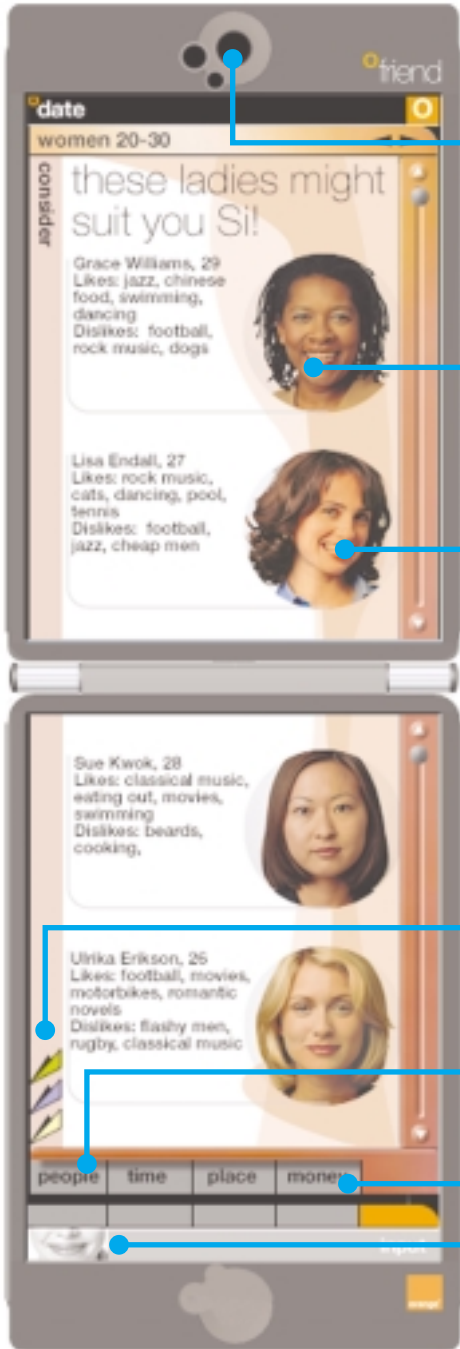 friend
date
O
women 20-30
consider
these ladies might
suit you Si!
Grace Williams, 29
Likes: jazz, chinese
food, swimming,
dancing
Dislikes: football,
rock music, dogs
Lisa Endall, 27
Likes: rock music,
cats, dancing, pool,
tennis
Dislikes: football,
jazz, cheap men
Sue Kwok, 28
Likes: classical music,
eating out, movies,
swimming
Dislikes: beards,
cooking,
Ulrika Erikson, 26
Likes: football, movies,
motorbikes, romantic
novels
Dislikes: flashy men,
rugby, classical music
people time place money
input
orange